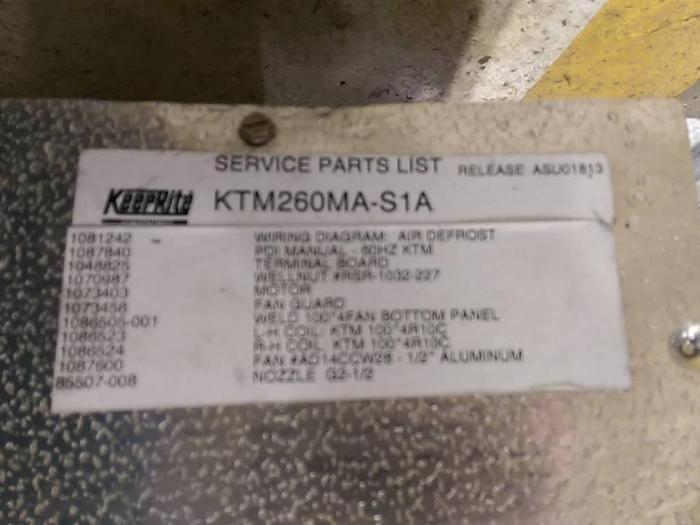 SERVICE PARTS LIST RELEASE ASU01813
KeepRite KTM260MA-S1A
1081242 - WIRING DIAGRAM: AIR DEFROST
1087840 PDI MANUAL - 60HZ KTM
1048825 TERMINAL BOARD
1070987 WELLNUT #RSR-1032-227
1073403 MOTOR
1073456 FAN GUARD
1086505-001 WELD 100"4FAN BOTTOM PANEL
1086523 L-H COIL: KTM 100"4R10C
1086524 R-H COIL: KTM 100"4R10C
1087600 FAN #AD14CCW28 - 1/2" ALUMINUM
85507-008 NOZZLE G2-1/2